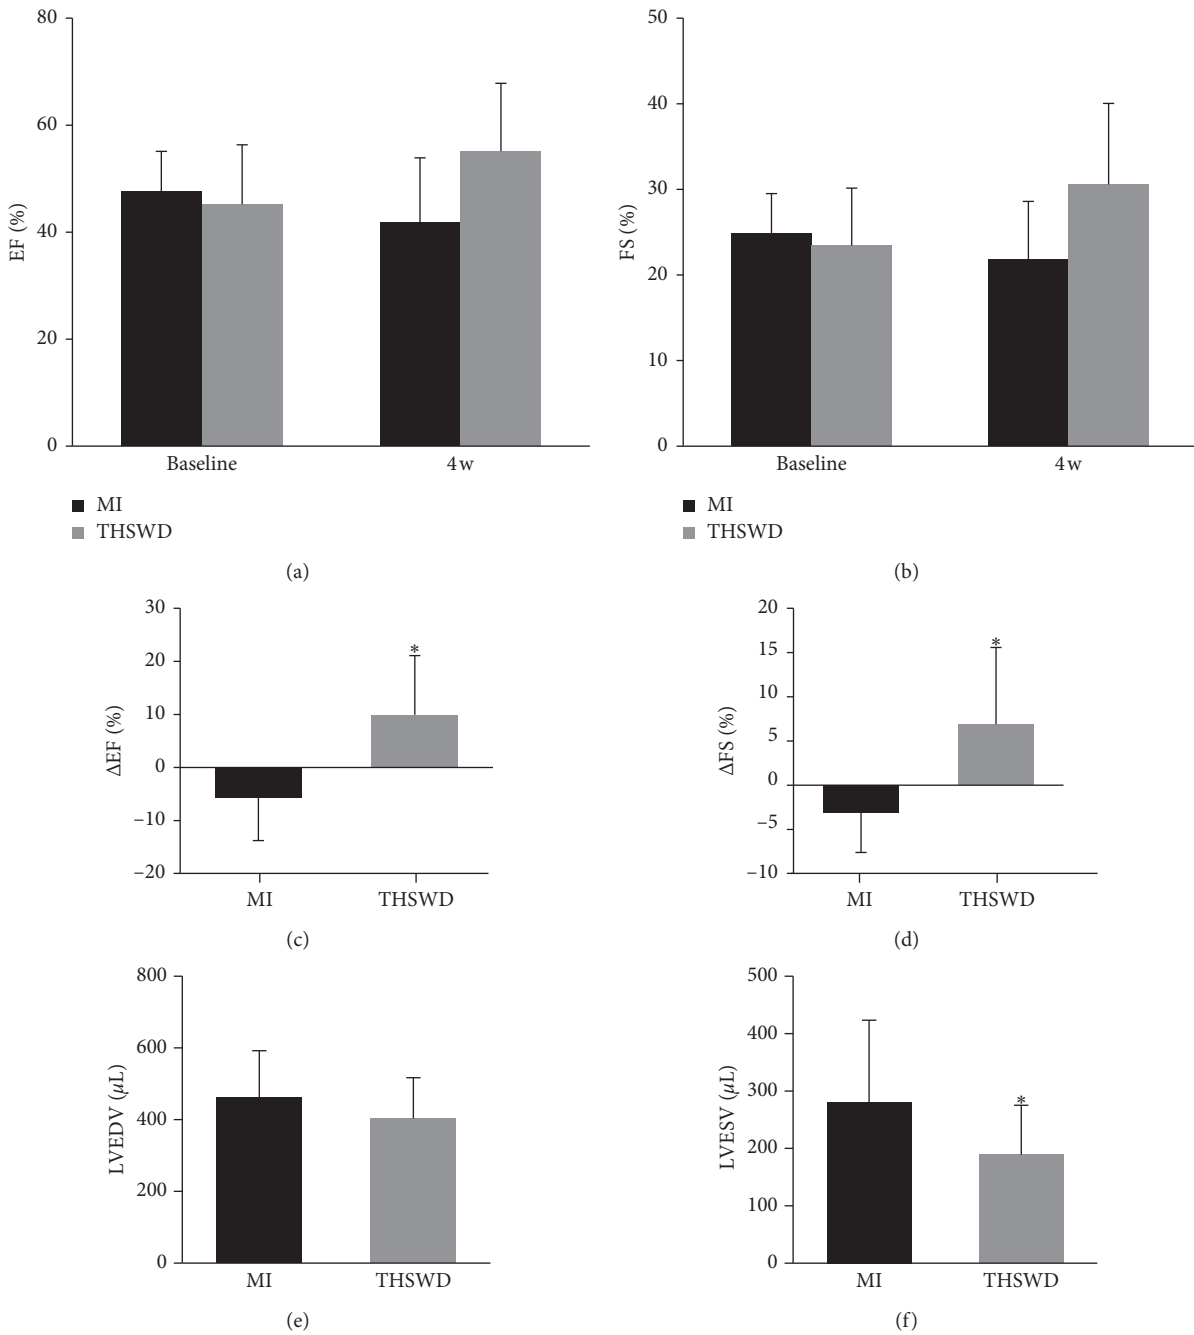 80
60
40
20
0
EF (%)
Baseline
4w
MI
THSWD
(a)
50
40
30
20
10
0
FS (%)
Baseline
4w
MI
THSWD
(b)
30
20
10
0
−10
−20
ΔEF (%)
*
MI
THSWD
(c)
20
15
10
5
0
−5
−10
ΔFS (%)
*
MI
THSWD
(d)
800
600
400
200
0
LVEDV (μL)
MI
THSWD
(e)
500
400
300
200
100
0
LVESV (μL)
*
MI
THSWD
(f)